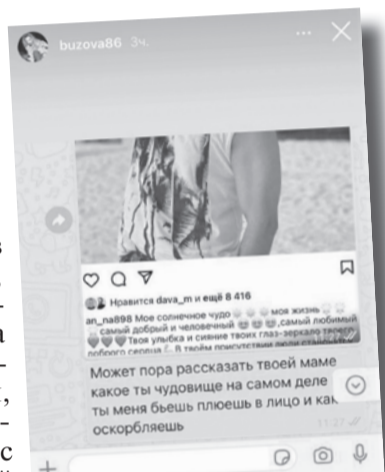 buzova86 3ч.
Нравится dava_m и ещё 8 416
an_na898 Мое солнечное чудо моя жизнь
самый добрый и человечный ,самый любимый
Твоя улыбка и сияние твоих глаз-зеркало твоего
доброго сердца В твоём присутствии люди
Может пора рассказать твоей маме
какое ты чудовище на самом деле
ты меня бьешь плюешь в лицо и как
оскорбляешь
11:27
в
а
,
с